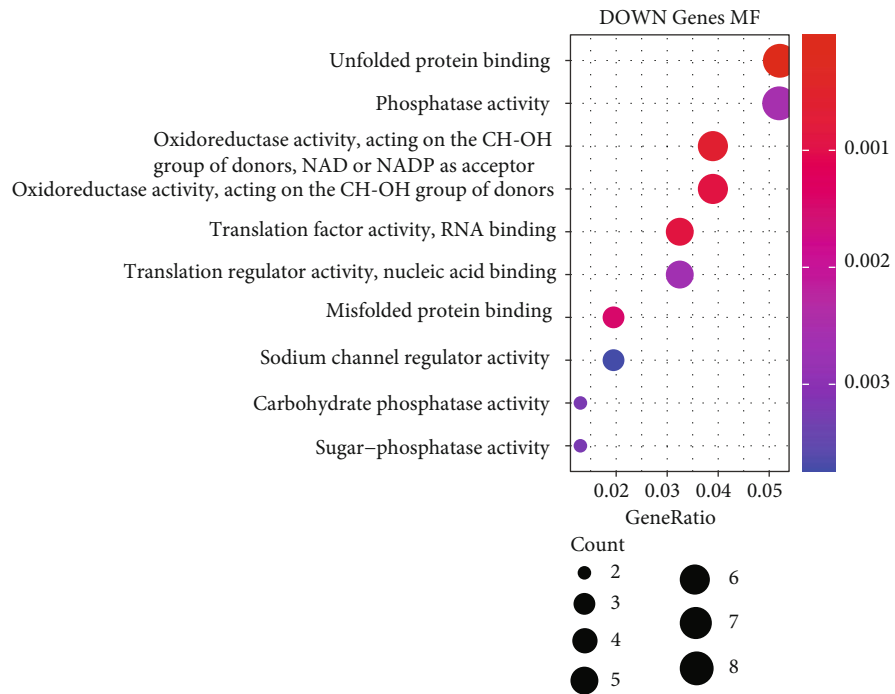 DOWN Genes MF
Unfolded protein binding
Phosphatase activity
Oxidoreductase activity, acting on the CH-OH
group of donors, NAD or NADP as acceptor
Oxidoreductase activity, acting on the CH-OH group of donors
Translation factor activity, RNA binding
Translation regulator activity, nucleic acid binding
Misfolded protein binding
Sodium channel regulator activity
Carbohydrate phosphatase activity
Sugar−phosphatase activity
0.001
0.002
0.003
0.02 0.03 0.04 0.05
GeneRatio
Count
2
3
4
5
6
7
8